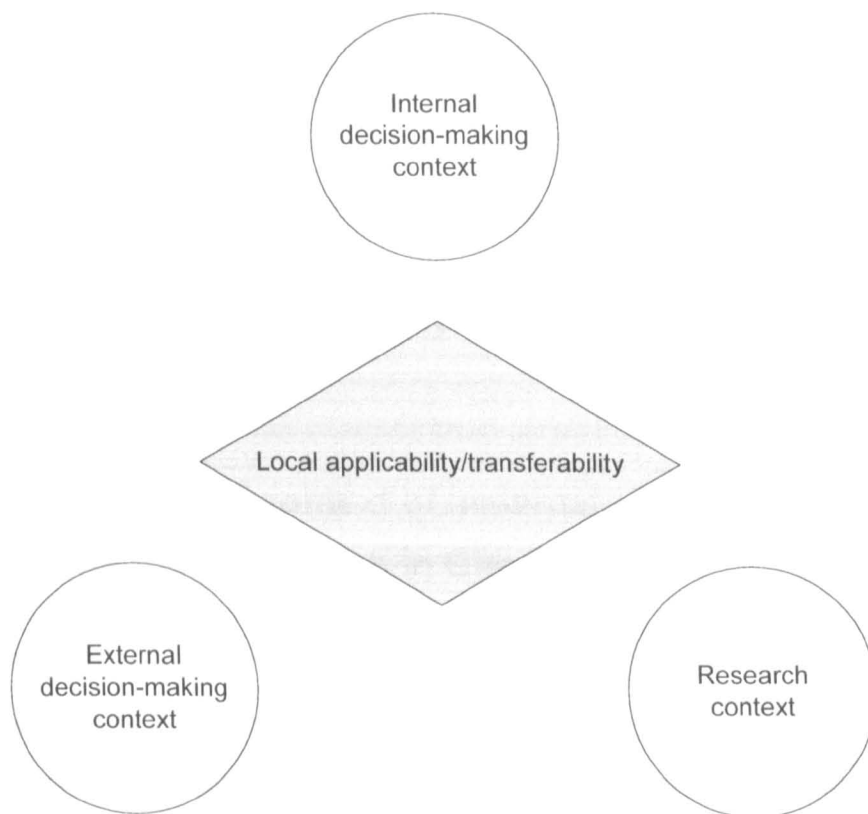 Internal
decision-making
context
Local applicability/transferability
External
decision-making
context
Research
context